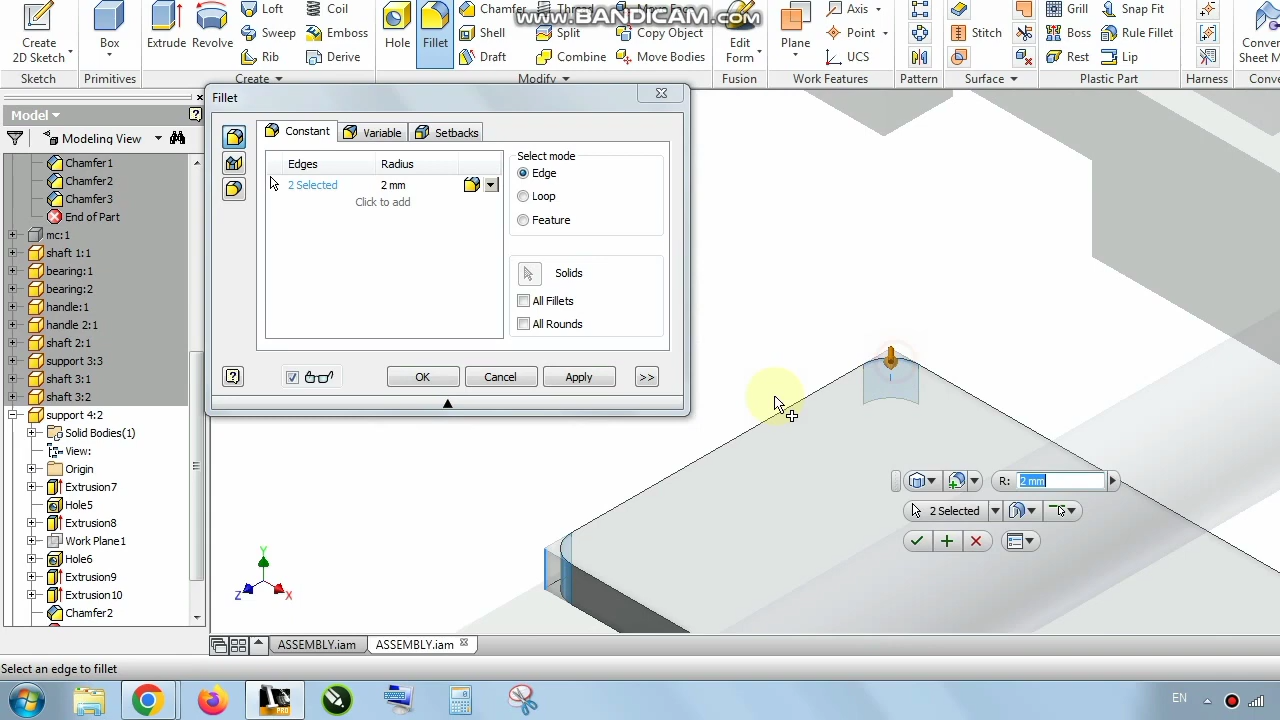 www.BANDICAM.com
Create
2D Sketch
Box
Extrude
Revolve
Loft
Sweep
Rib
Coil
Emboss
Derive
Hole
Fillet
Chamfer
Shell
Draft
Thread
Split
Combine
Copy Object
Move Bodies
Edit
Form
Plane
Axis
Point
UCS
Stitch
Grill
Boss
Rest
Snap Fit
Rule Fillet
Lip
Sketch
Primitives
Create
Modify
Fusion
Work Features
Pattern
Surface
Plastic Part
Harness
Model
Modeling View
Chamfer1
Chamfer2
Chamfer3
End of Part
mc:1
shaft 1:1
bearing:1
bearing:2
handle:1
handle 2:1
shaft 2:1
support 3:3
shaft 3:1
shaft 3:2
support 4:2
Solid Bodies(1)
View:
Origin
Extrusion7
Hole5
Extrusion8
Work Plane1
Hole6
Extrusion9
Extrusion10
Chamfer2
Fillet
Constant
Variable
Setbacks
Edges Radius
2 Selected 2 mm
Click to add
Select mode
Edge
Loop
Feature
Solids
All Fillets
All Rounds
OK
Cancel
Apply
>>
R: 2 mm
2 Selected
Y
Z
X
ASSEMBLY.iam
ASSEMBLY.iam
Select an edge to fillet
PRO
EN